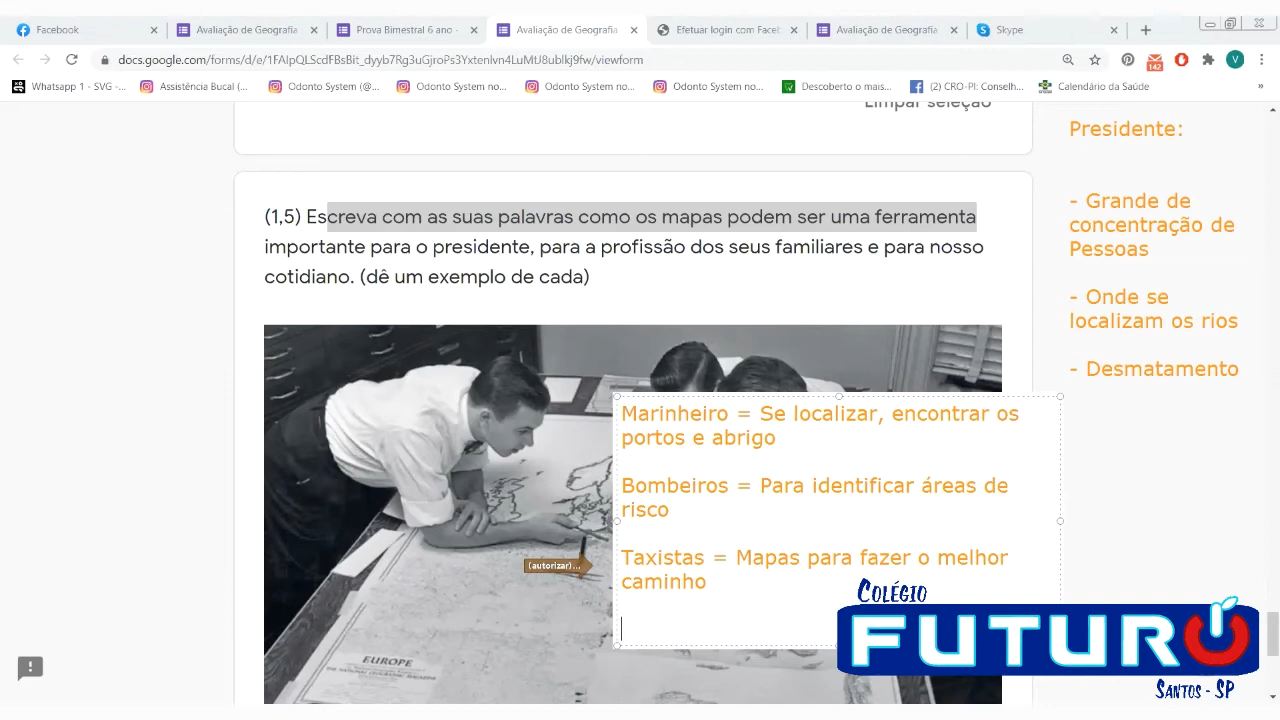 Facebook
Avaliação de Geografia
Prova Bimestral 6 ano -
Avaliação de Geografia
Efetuar login com Faceb
Avaliação de Geografia
Skype
docs.google.com/forms/d/e/1FAIpQLScdFBsBit_dyyb7Rg3uGjroPs3Yxtnlvn4LuMU8ublkj9fw/viewform
142
V
Whatsapp 1 - SVG -...
Assistência Bucal (...
Odonto System (@...
Odonto System no...
Odonto System no...
Odonto System no...
Descoberto o mais...
(2) CRO-PI: Conselh...
Calendário da Saúde
»
Limpar seleção
(1,5) Escreva com as suas palavras como os mapas podem ser uma ferramenta
importante para o presidente, para a profissão dos seus familiares e para nosso
cotidiano. (dê um exemplo de cada)
Presidente:
- Grande de
concentração de
Pessoas
- Onde se
localizam os rios
- Desmatamento
Marinheiro = Se localizar, encontrar os
portos e abrigo
Bombeiros = Para identificar áreas de
risco
Taxistas = Mapas para fazer o melhor
caminho
(autorizar)...
EUROPE
COLÉGIO
FUTURO
SANTOS - SP